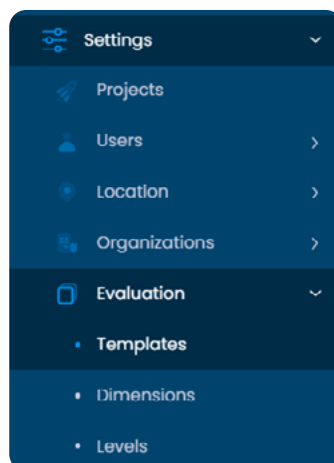 Settings
Projects
Users
Location
Organizations
Evaluation
Templates
Dimensions
Levels